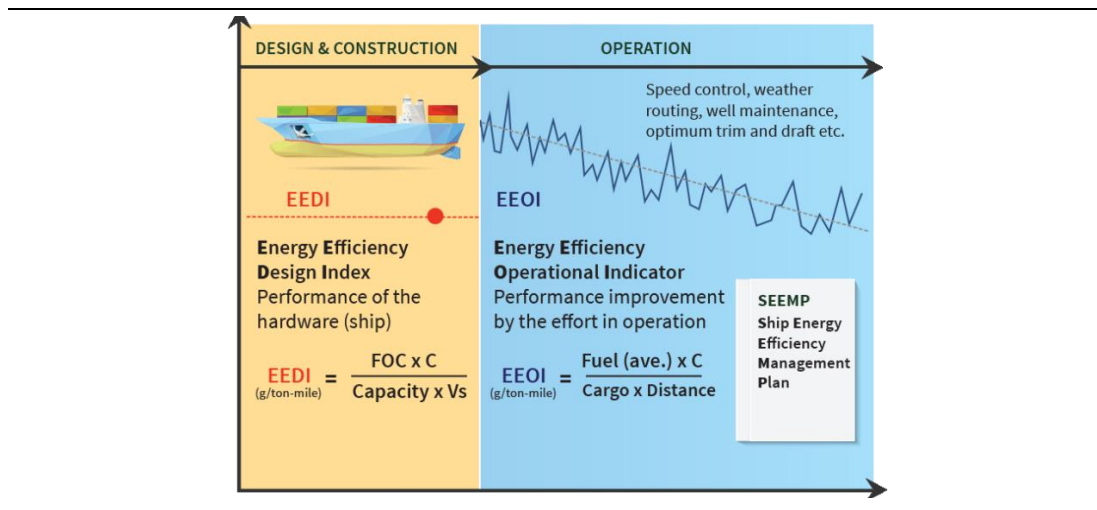 DESIGN & CONSTRUCTION
OPERATION
Speed control, weather
routing, well maintenance,
optimum trim and draft etc.
EEDI
EEOI
Energy Efficiency
Design Index
Performance of the
hardware (ship)
Energy Efficiency
Operational Indicator
Performance improvement
by the effort in operation
SEEMP
Ship Energy
Efficiency
Management
Plan
EEDI
(g/ton-mile)
=
FOC x C
Capacity x Vs
EEOI
(g/ton-mile)
=
Fuel (ave.) x C
Cargo x Distance